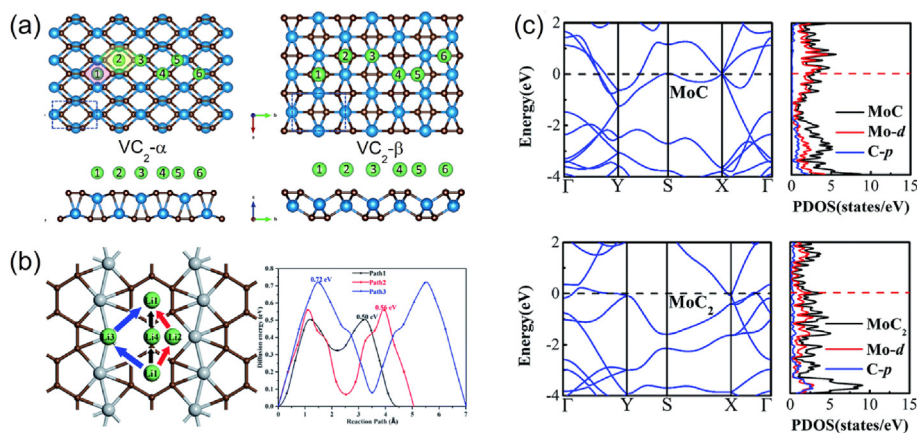 (a)
1 2 3 4 5 6
VC2-α
1 2 3 4 5 6
1 2 3 4 5 6
VC2-β
1 2 3 4 5 6
(b)
Li1
Li3 Li4 Li2
Li1
Diffusion energy (eV)
0.8
0.7
0.6
0.5
0.4
0.3
0.2
0.1
0.0
0.72 eV
Path1
Path2
Path3
0.50 eV
0.56 eV
0 1 2 3 4 5 6 7
Reaction Path (Å)
(c)
Energy(eV)
2
0
-2
-4
MoC
Γ Y S X Γ
MoC
Mo-d
C-p
0 5 10 15
PDOS(states/eV)
Energy(eV)
2
0
-2
-4
MoC2
Γ Y S X Γ
MoC2
Mo-d
C-p
0 5 10 15
PDOS(states/eV)